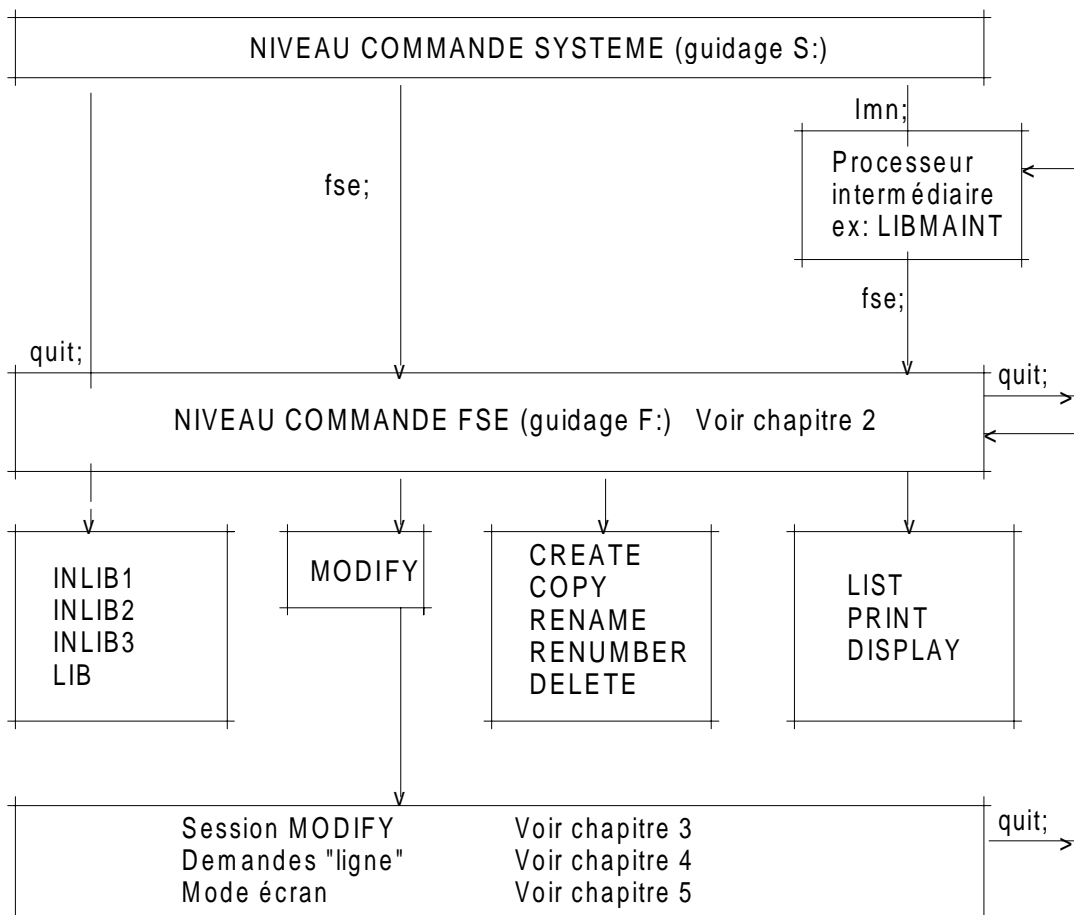 NIVEAU COMMANDE SYSTEME (guidage S:)
lmn;
Processeur
intermédiaire
ex: LIBMAINT
fse;
fse;
quit;
quit;
NIVEAU COMMANDE FSE (guidage F:) Voir chapitre 2
INLIB1
INLIB2
INLIB3
LIB
MODIFY
CREATE
COPY
RENAME
RENUMBER
DELETE
LIST
PRINT
DISPLAY
Session MODIFY Voir chapitre 3
Demandes "ligne" Voir chapitre 4
Mode écran Voir chapitre 5
quit;